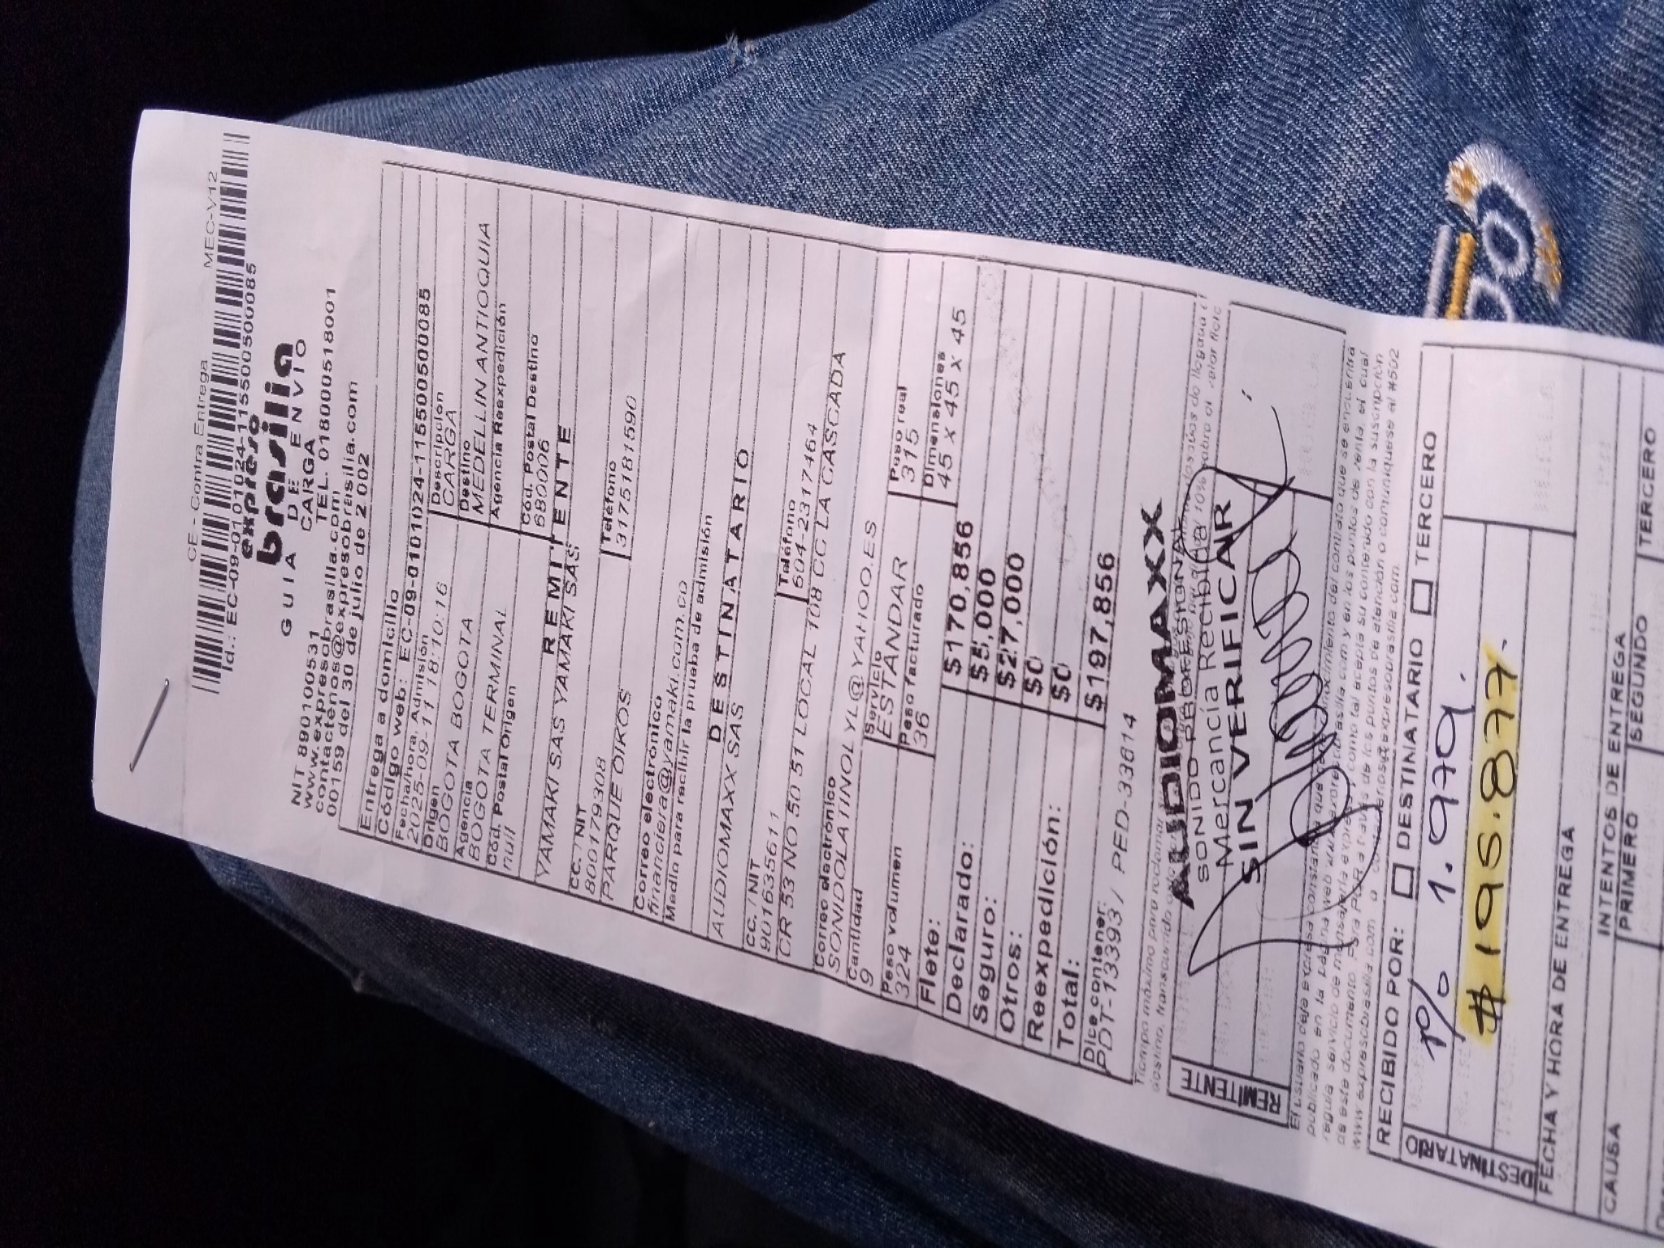 CE - Contra Entrega MEC-V12
Id.: EC-09-0101024-1155005000085
expreso
brasilia
GUIA DE ENVIO
CARGA
NIT 890100531 TEL. 018000518001
www.expresobrasilia.com
contactenos@expresobrasilia.com
00159 del 30 de julio de 2002
Entrega a domicilio
Código web: EC-09-0101024-1155005000085
Fecha/hora. Admisión Descripción
2025-09-11 18:10:16 CARGA
Origen Destino
BOGOTA BOGOTA MEDELLIN ANTIOQUIA
Agencia Agencia Reexpedición
BOGOTA TERMINAL
Cód. Postal Origen Cód. Postal Destino
null 680006
REMITENTE
YAMAKI SAS YAMAKI SAS
CC. / NIT Teléfono
800179308 3175181590
PARQUE OIKOS
Correo electrónico
financiera@yamaki.com.co
Medio para recibir la prueba de admisión
DESTINATARIO
AUDIOMAXX SAS
CC. / NIT Teléfono
901635611 604-2317464
CR 53 NO 50 51 LOCAL 108 CC LA CASCADA
Correo electrónico
SONIDOLATINOLYL@YAHOO.ES
Cantidad Servicio
9 ESTANDAR
Peso volumen Peso facturado Peso real
324 36 315
Dimensiones
45 x 45 x 45
Flete: $170,856
Declarado: $5,000
Seguro: $27,000
Otros: $0
Reexpedición: $0
Total: $197,856
Dice contener:
PDT-13393 / PED-33614
Tiempo máximo para reclamar
AUDIOMAXX
SONIDO PROFESIONAL
Mercancía Recibida
SIN VERIFICAR
REMITENTE
RECIBIDO POR: DESTINATARIO TERCERO
DESTINATARIO
r/o 1.979.
$ 195.877.
FECHA Y HORA DE ENTREGA
INTENTOS DE ENTREGA
CAUSA PRIMERO SEGUNDO TERCERO